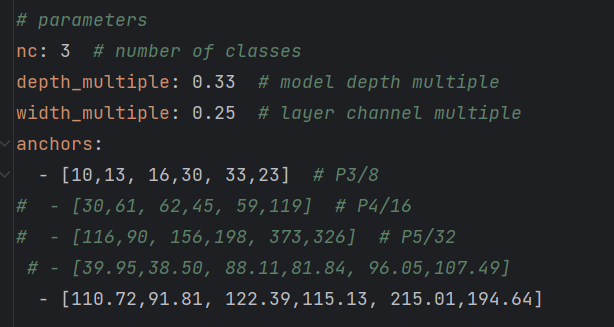 # parameters
nc: 3  # number of classes
depth_multiple: 0.33  # model depth multiple
width_multiple: 0.25  # layer channel multiple
anchors:
  - [10,13, 16,30, 33,23]  # P3/8
#  - [30,61, 62,45, 59,119]  # P4/16
#  - [116,90, 156,198, 373,326]  # P5/32
 # - [39.95,38.50, 88.11,81.84, 96.05,107.49]
  - [110.72,91.81, 122.39,115.13, 215.01,194.64]